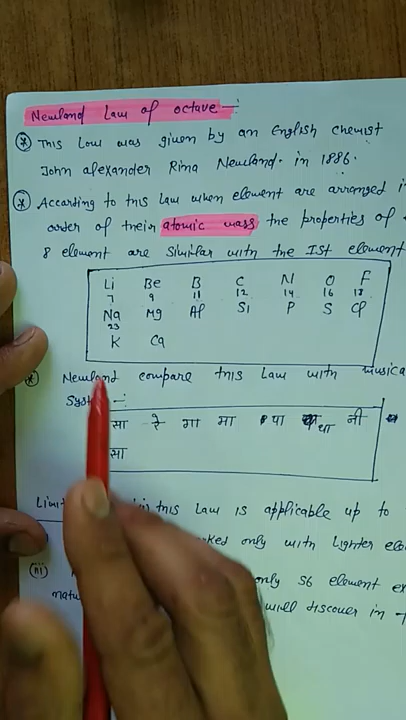 Newland Law of octave :-
This Law was given by an English chemist
John alexander Rina Newland. in 1886.
According to this Law when element are arranged i
order of their atomic mass the properties of
8 element are Similar with the Ist element
Li Be B C N O F
7 9 11 12 14 16
Na Mg Al Si P S Cl
23
K Ca
Newland compare this Law with musica
Syst :-
सा रे गा मा पा धा नी
सा
Limit this Law is applicable up to
ked only with Lighter ele
(ii) only 56 element ex
natu will discover in